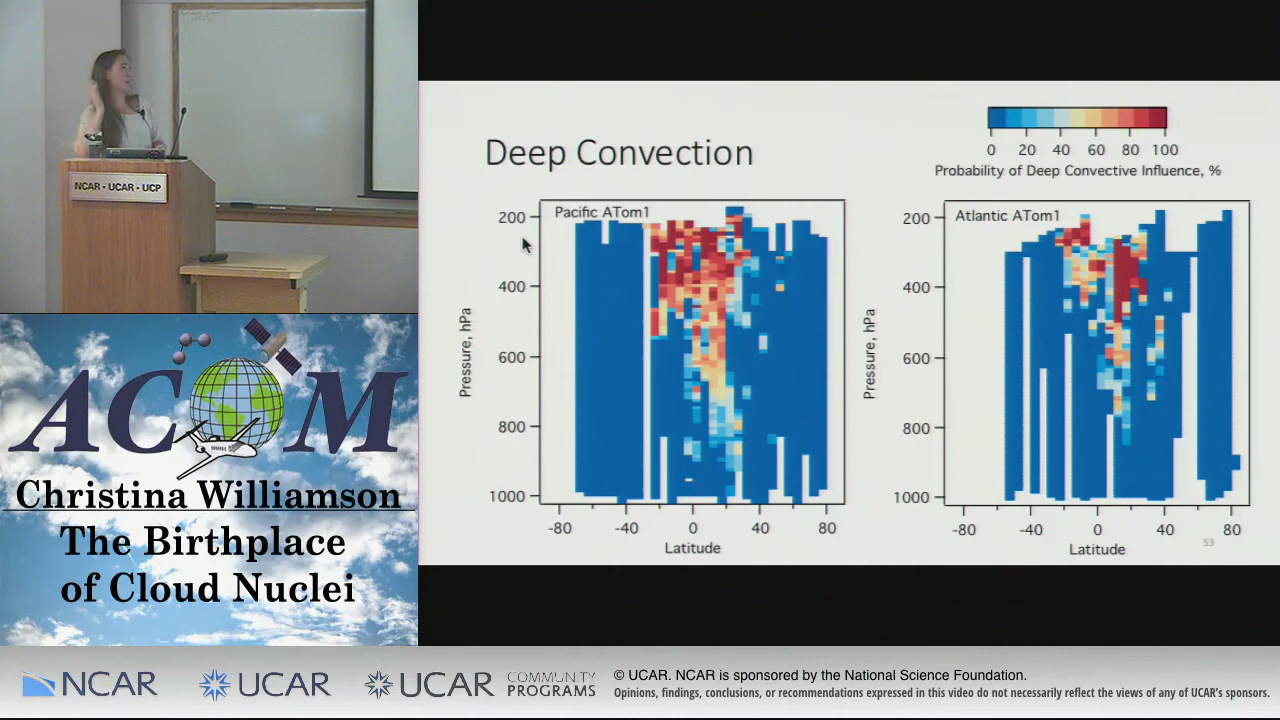 NCAR • UCAR • UCP
ACOM
Christina Williamson
The Birthplace
of Cloud Nuclei
Deep Convection
0 20 40 60 80 100
Probability of Deep Convective Influence, %
Pacific ATom1
200
400
600
800
1000
Pressure, hPa
-80 -40 0 40 80
Latitude
Atlantic ATom1
200
400
600
800
1000
Pressure, hPa
-80 -40 0 40 80
Latitude
53
NCAR
UCAR
UCAR
COMMUNITY
PROGRAMS
© UCAR. NCAR is sponsored by the National Science Foundation.
Opinions, findings, conclusions, or recommendations expressed in this video do not necessarily reflect the views of any of UCAR's sponsors.